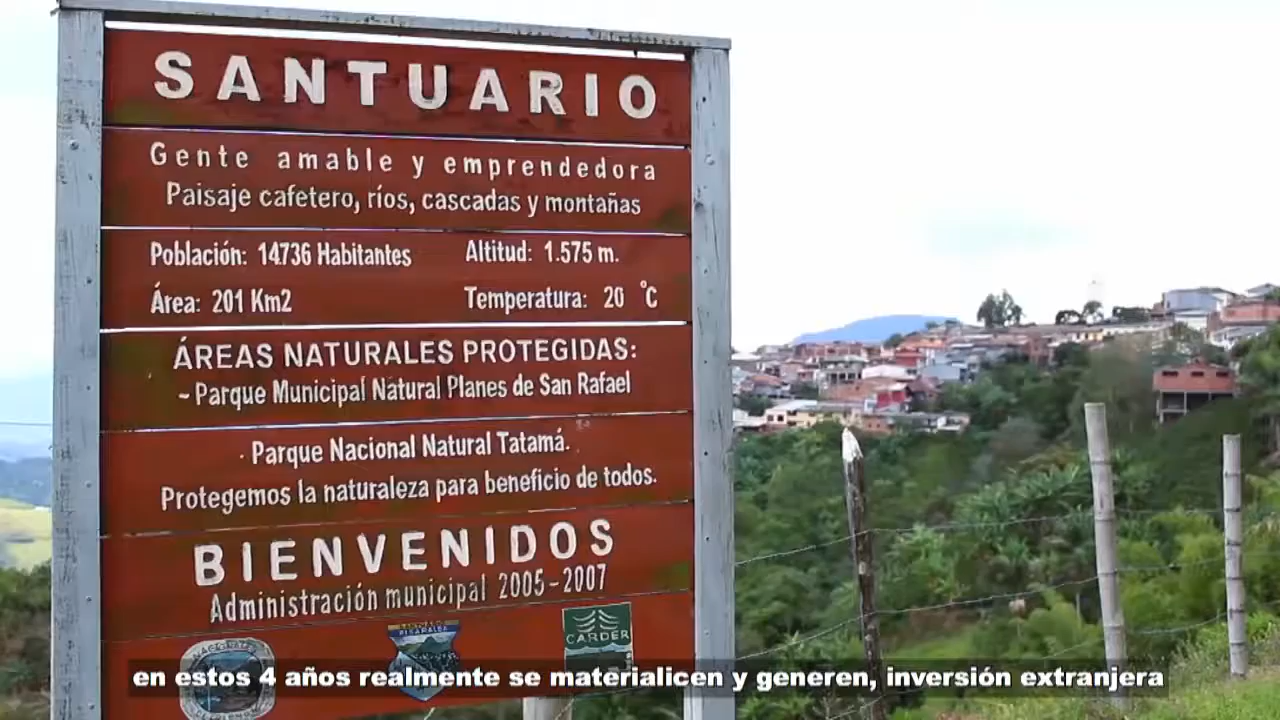 SANTUARIO
Gente amable y emprendedora
Paisaje cafetero, ríos, cascadas y montañas
Población: 14736 Habitantes Altitud: 1.575 m.
Área: 201 Km2 Temperatura: 20 °C
ÁREAS NATURALES PROTEGIDAS:
~ Parque Municipal Natural Planes de San Rafael
· Parque Nacional Natural Tatamá.
Protegemos la naturaleza para beneficio de todos.
BIENVENIDOS
Administración municipal 2005-2007
SANTUARIO
RISARALDA
CARDER
en estos 4 años realmente se materialicen y generen, inversión extranjera